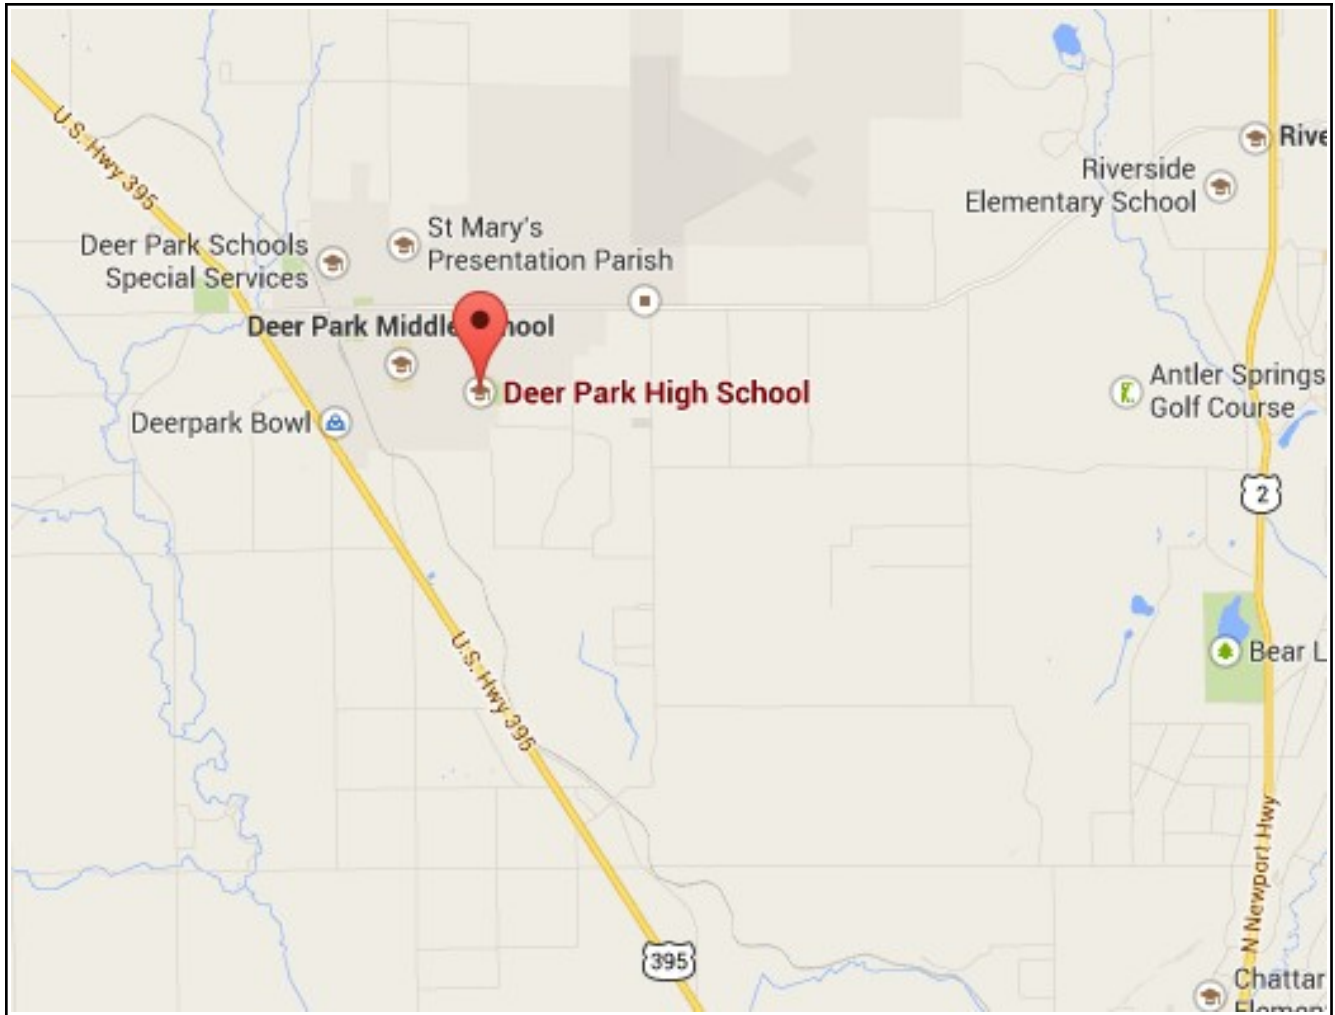 U.S. Hwy 395
Rive
Riverside
Elementary School
St Mary's
Presentation Parish
Deer Park Schools
Special Services
Deer Park Middle hool
Deer Park High School
Antler Springs
Golf Course
Deerpark Bowl
2
U.S. Hwy 395
Bear L
N Newport Hwy
395
Chattar
Elemen